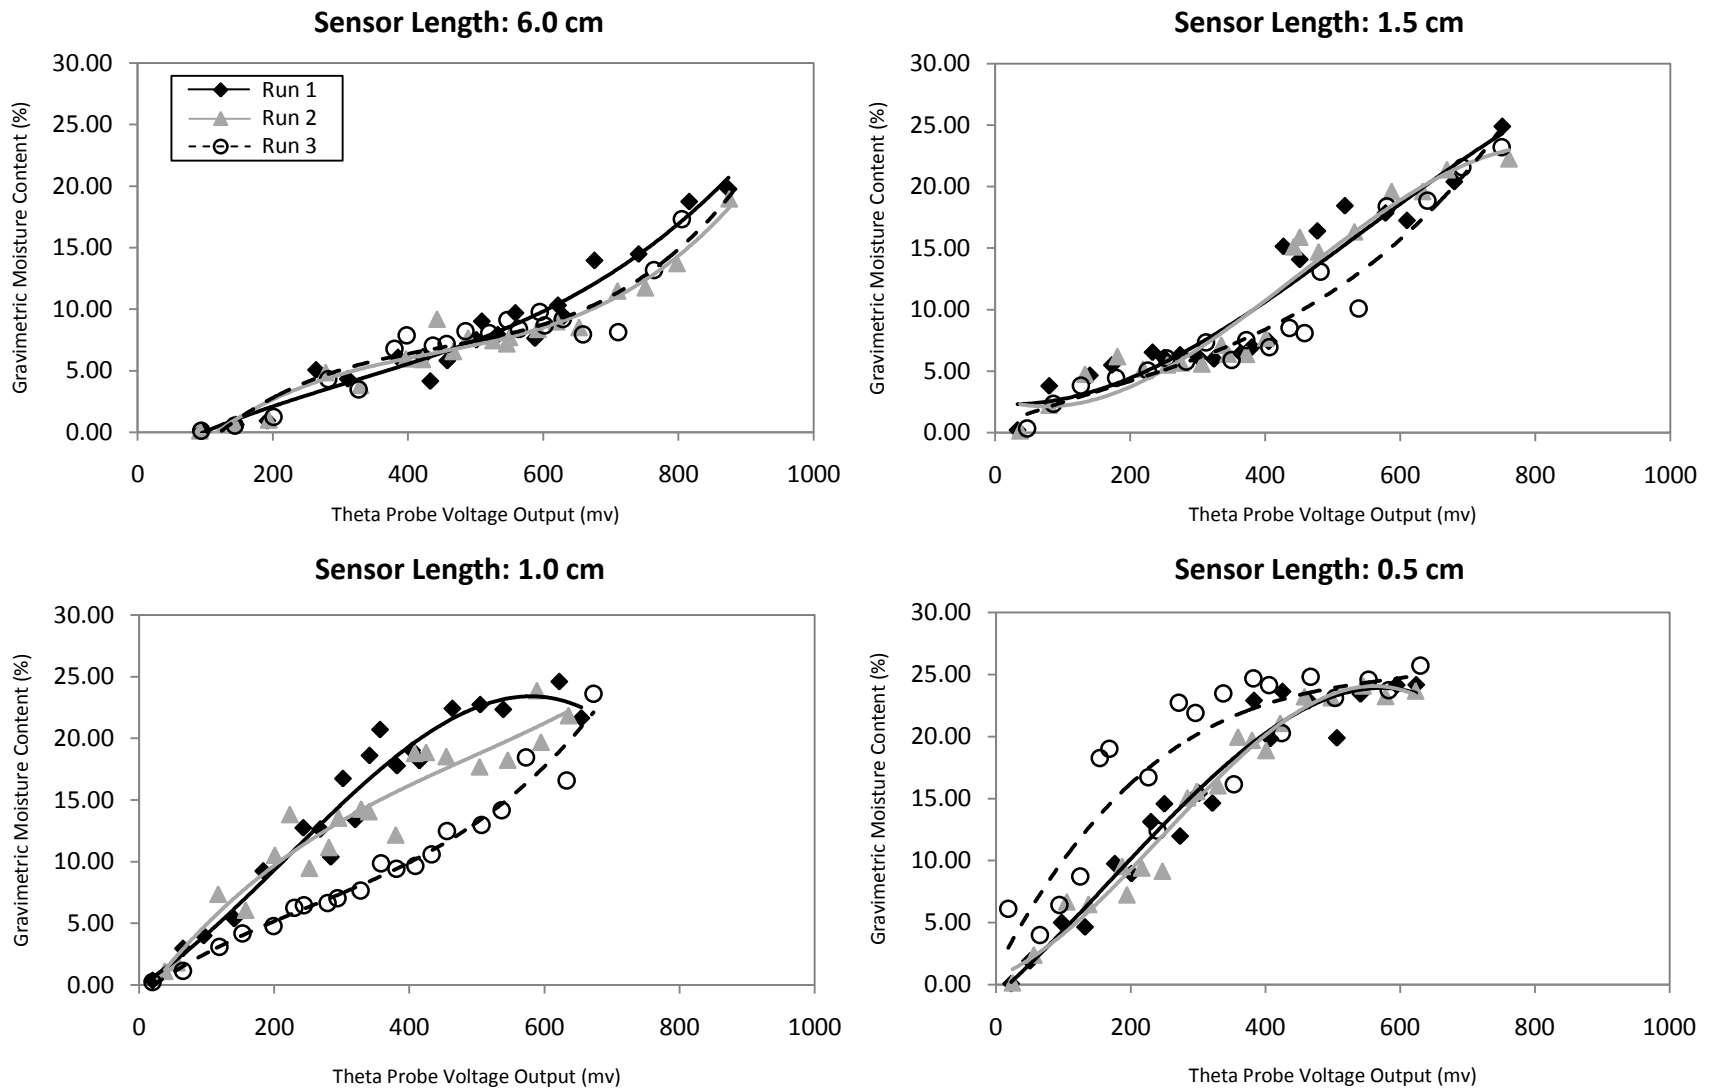 Sensor Length: 6.0 cm
30.00
25.00
20.00
15.00
10.00
5.00
0.00
Gravimetric Moisture Content (%)
Run 1
Run 2
Run 3
0 200 400 600 800 1000
Theta Probe Voltage Output (mv)
Sensor Length: 1.5 cm
30.00
25.00
20.00
15.00
10.00
5.00
0.00
Gravimetric Moisture Content (%)
0 200 400 600 800 1000
Theta Probe Voltage Output (mv)
Sensor Length: 1.0 cm
30.00
25.00
20.00
15.00
10.00
5.00
0.00
Gravimetric Moisture Content (%)
0 200 400 600 800 1000
Theta Probe Voltage Output (mv)
Sensor Length: 0.5 cm
30.00
25.00
20.00
15.00
10.00
5.00
0.00
Gravimetric Moisture Content (%)
0 200 400 600 800 1000
Theta Probe Voltage Output (mv)